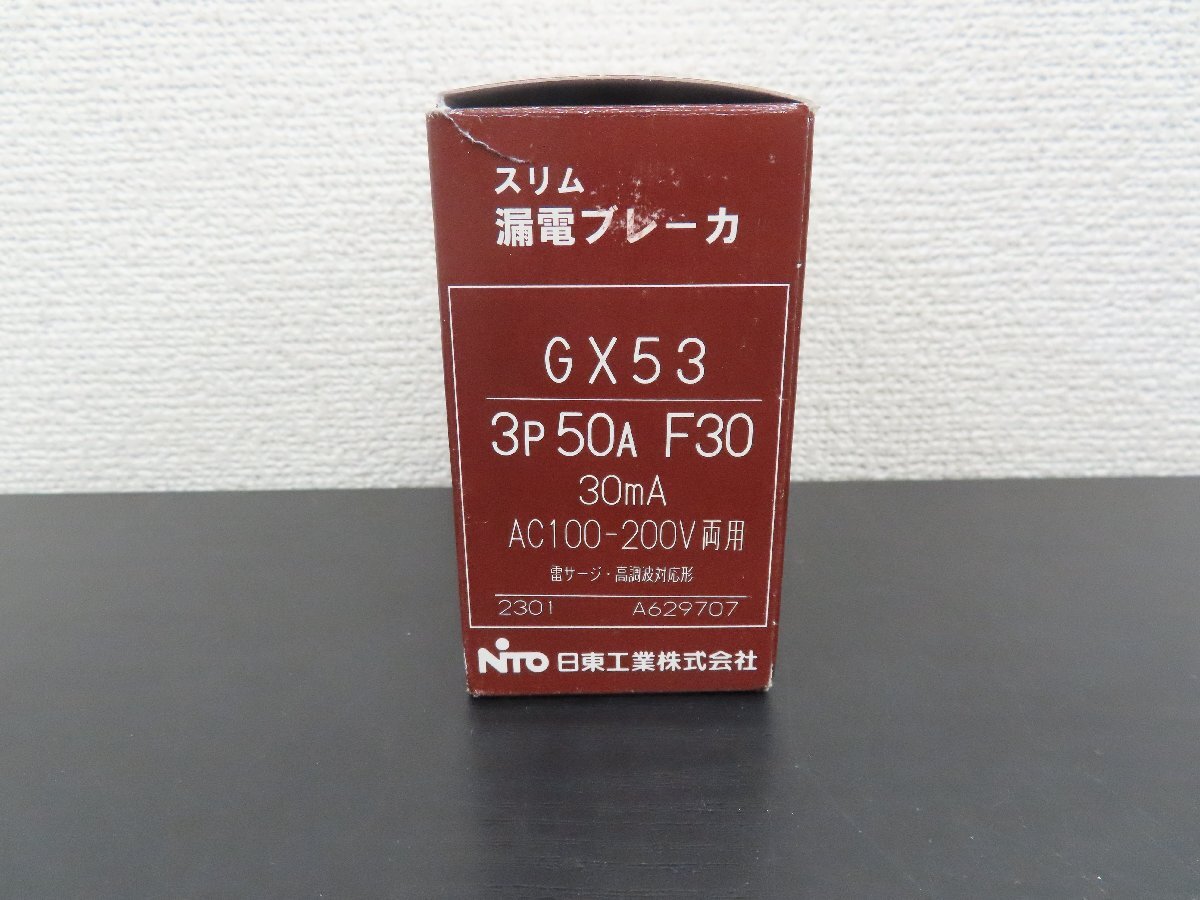 スリム
漏電ブレーカ
GX53
3P50A F30
30mA
AC100-200V両用
雷サージ・高調波対応形
2301 A629707
NITO 日東工業株式会社